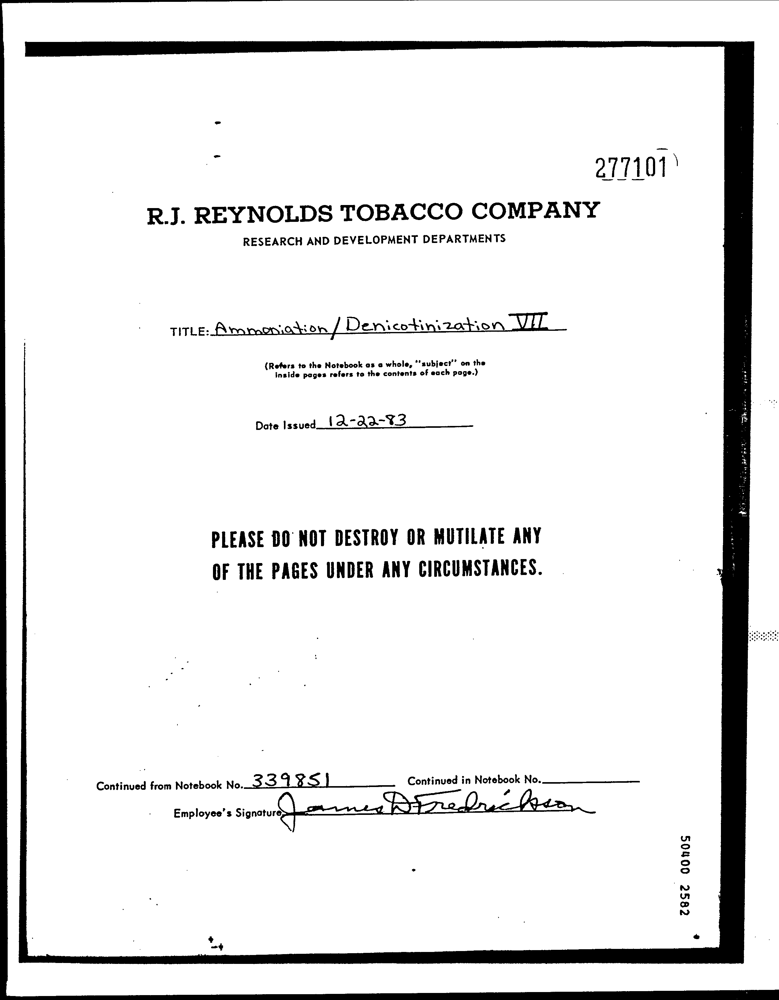 277101
R.J. REYNOLDS TOBACCO COMPANY
RESEARCH AND DEVELOPMENT DEPARTMENTS
TITLE: Ammoniation / Denicotinization VII
(Refers to the Notebook as a whole, "subject" on the
inside pages refers to the contents of each page.)
Date Issued 12-22-83
PLEASE DO NOT DESTROY OR MUTILATE ANY
OF THE PAGES UNDER ANY CIRCUMSTANCES.
Continued from Notebook No. 339851 Continued in Notebook No.
Employee's Signature James D Fredrickson
50400 2582